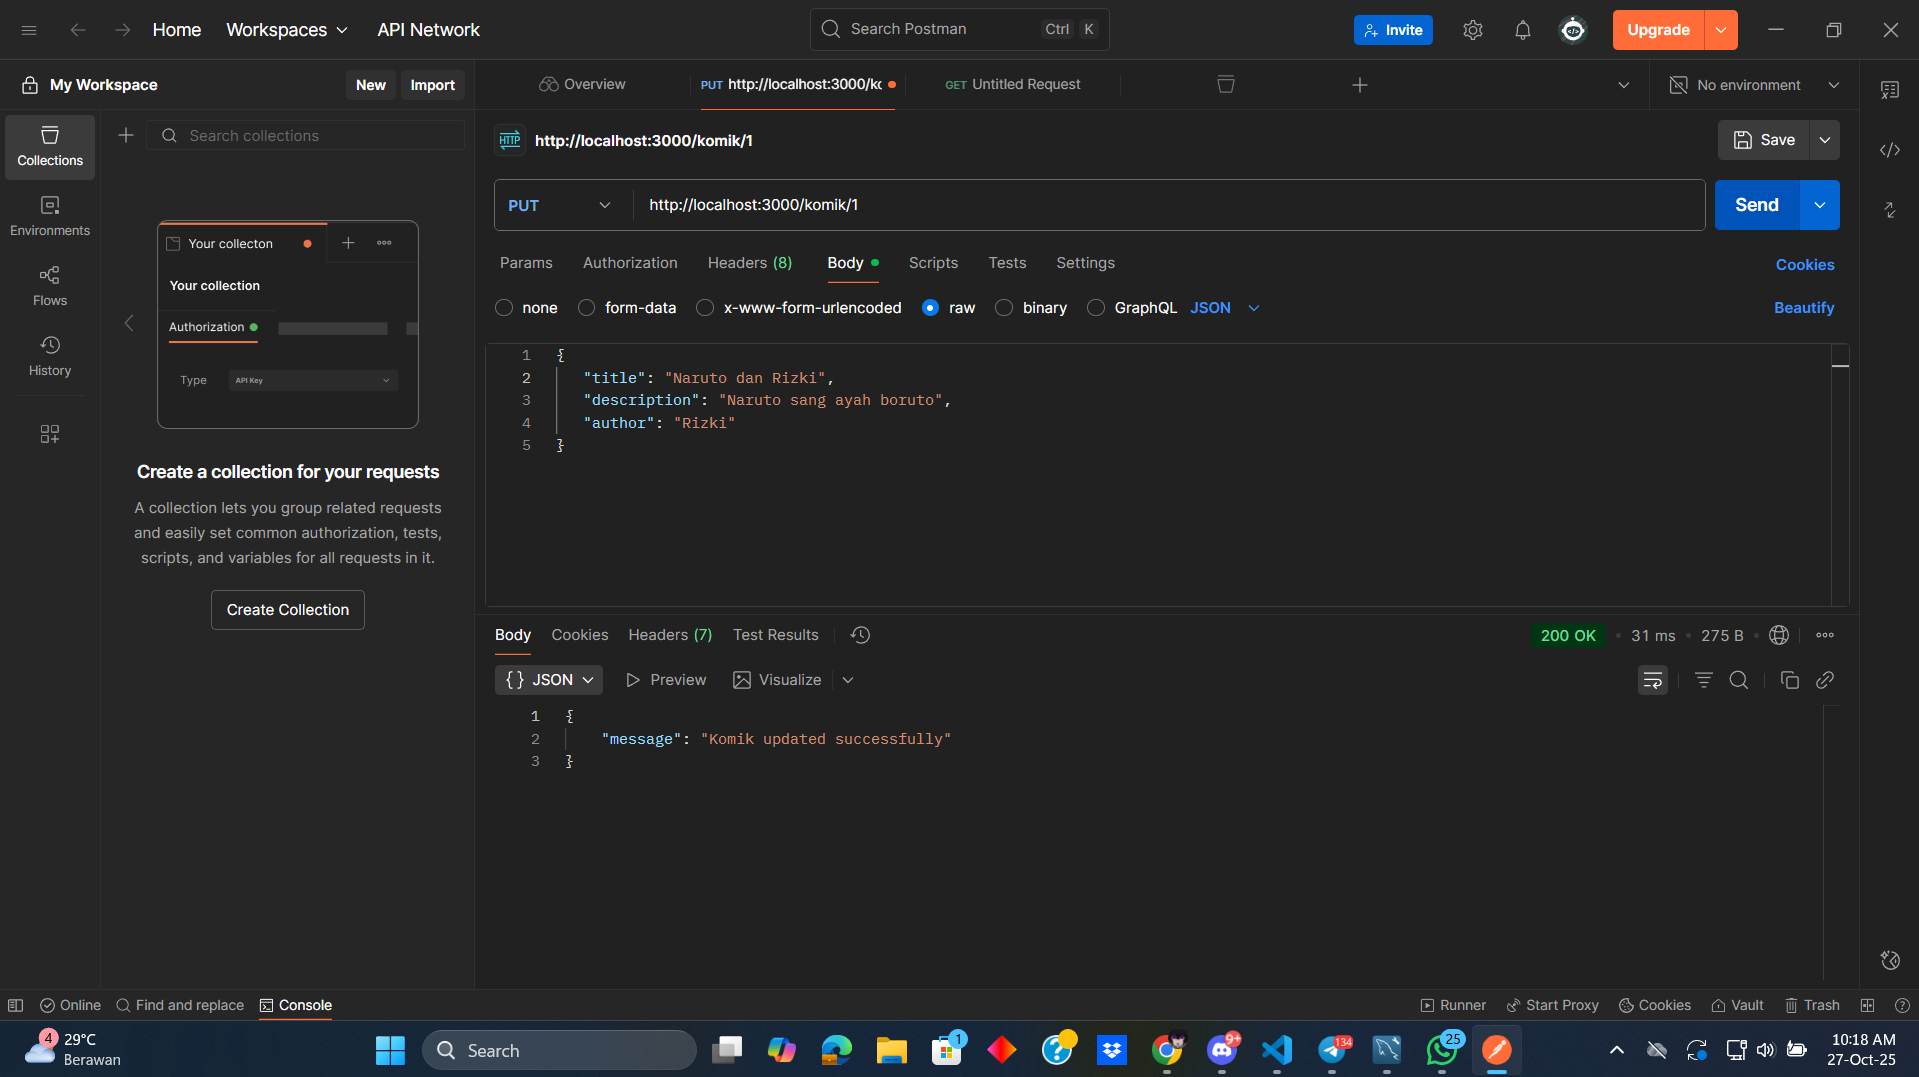 Home Workspaces API Network Search Postman Ctrl K Invite Upgrade
My Workspace New Import Overview PUT http://localhost:3000/kc GET Untitled Request No environment
Search collections
Collections
Environments
Flows
History
Your collecton
Your collection
Authorization
Type API Key
Create a collection for your requests
A collection lets you group related requests
and easily set common authorization, tests,
scripts, and variables for all requests in it.
Create Collection
HTTP http://localhost:3000/komik/1 Save
PUT http://localhost:3000/komik/1 Send
Params Authorization Headers (8) Body Scripts Tests Settings Cookies
none form-data x-www-form-urlencoded raw binary GraphQL JSON Beautify
1 {
2 "title": "Naruto dan Rizki",
3 "description": "Naruto sang ayah boruto",
4 "author": "Rizki"
5 }
Body Cookies Headers (7) Test Results 200 OK • 31 ms • 275 B
{} JSON Preview Visualize
1 {
2 "message": "Komik updated successfully"
3 }
Online Find and replace Console Runner Start Proxy Cookies Vault Trash
4 29°C
Berawan
Search
1
9+
134
25
10:18 AM
27-Oct-25